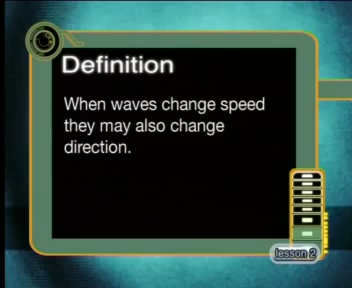 Definition
When waves change speed
they may also change
direction.
lesson 2